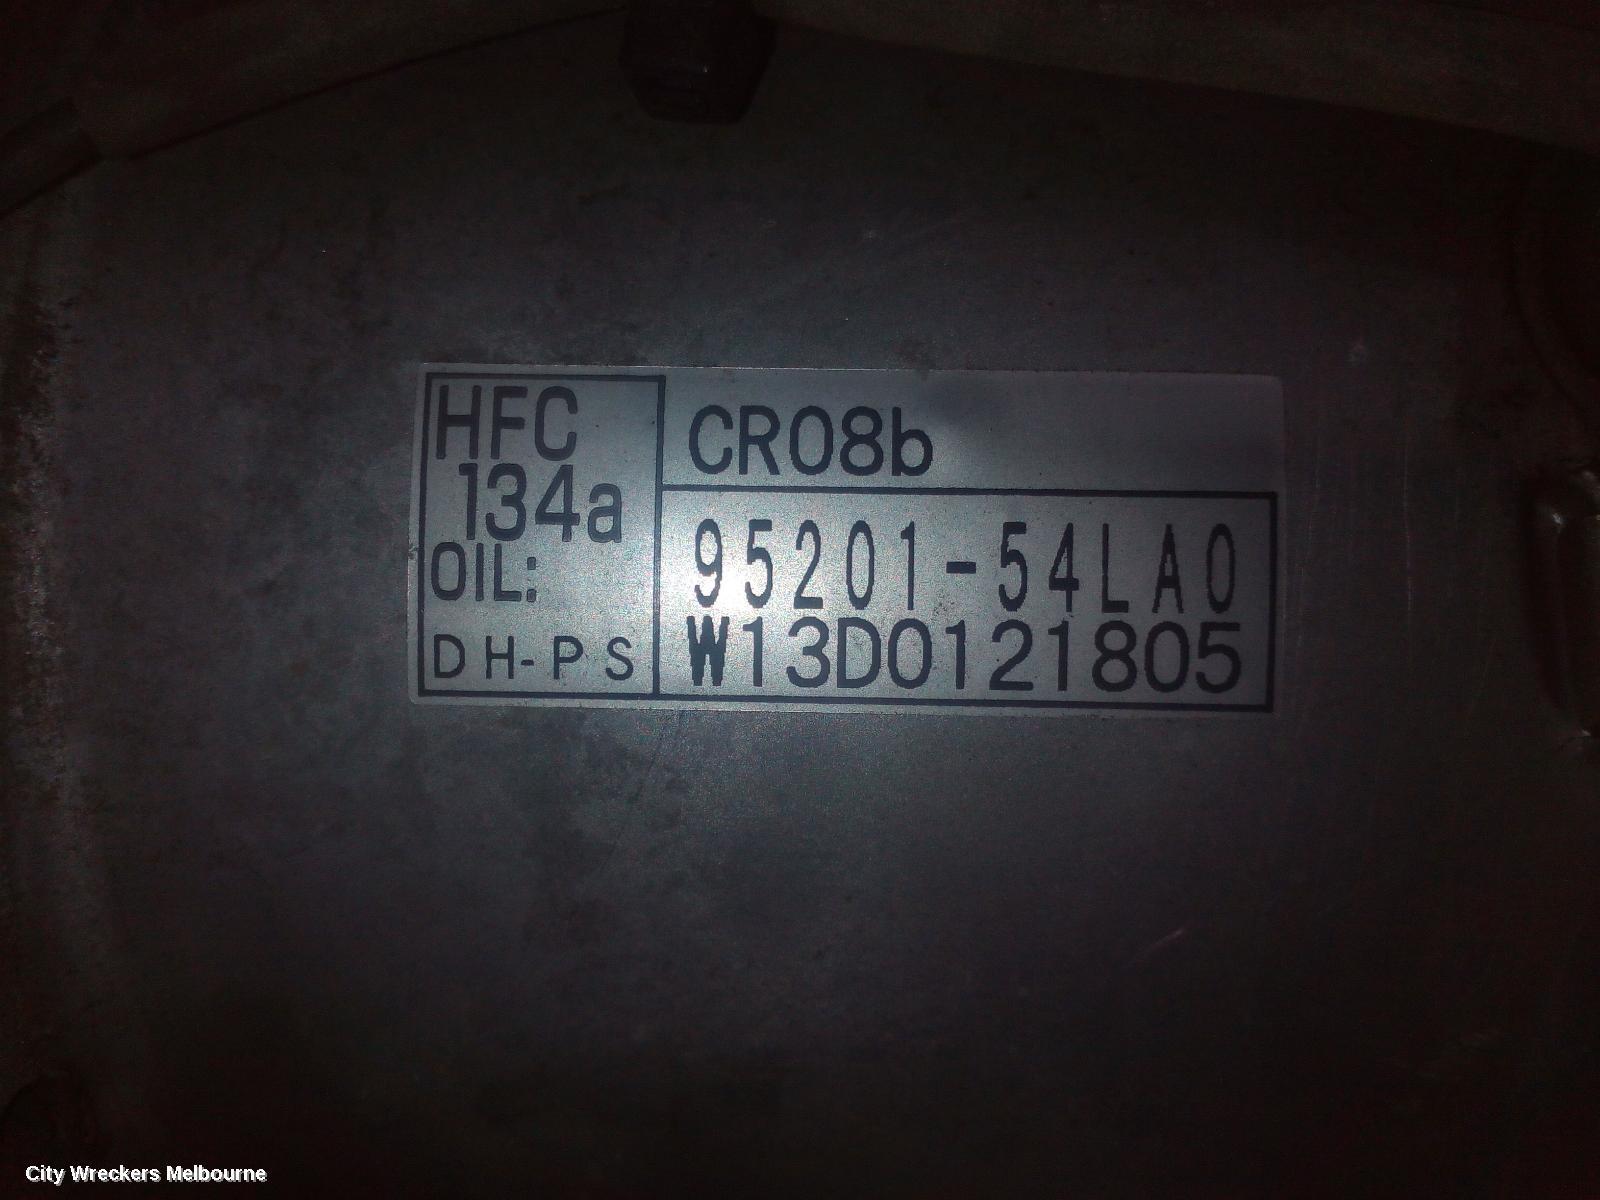 HFC
134a
OIL:
DH-PS
CR08b
95201-54LA0
W13D0121805
City Wreckers Melbourne